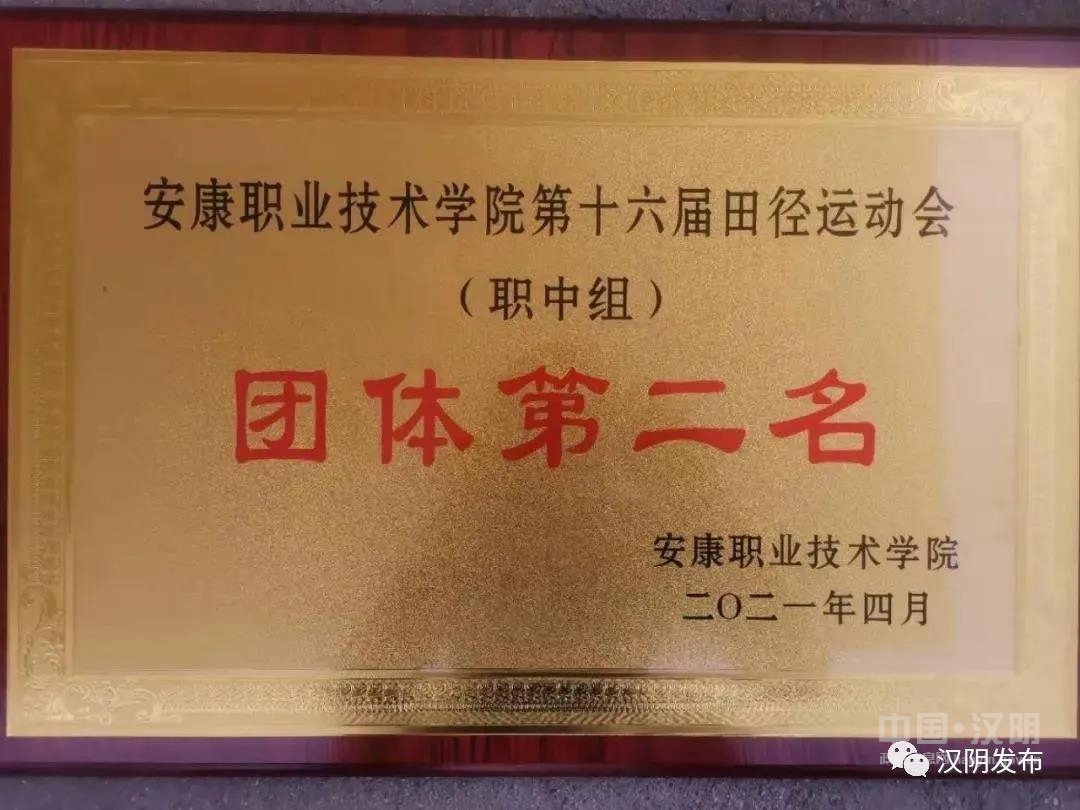 安康职业技术学院第十六届田径运动会
（职中组）
团体第二名
安康职业技术学院
二〇二一年四月
中国·汉阴
汉阴发布